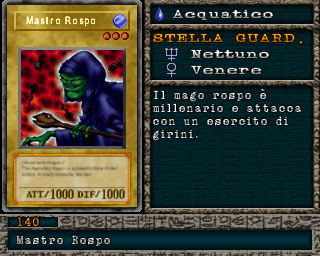 Mastro Rospo
ATT/1000 DIF/1000
Acquatico
STELLA GUARD.
Nettuno
Venere
Il mago rospo è
millenario e attacca
con un esercito di
girini.
140
Mastro Rospo